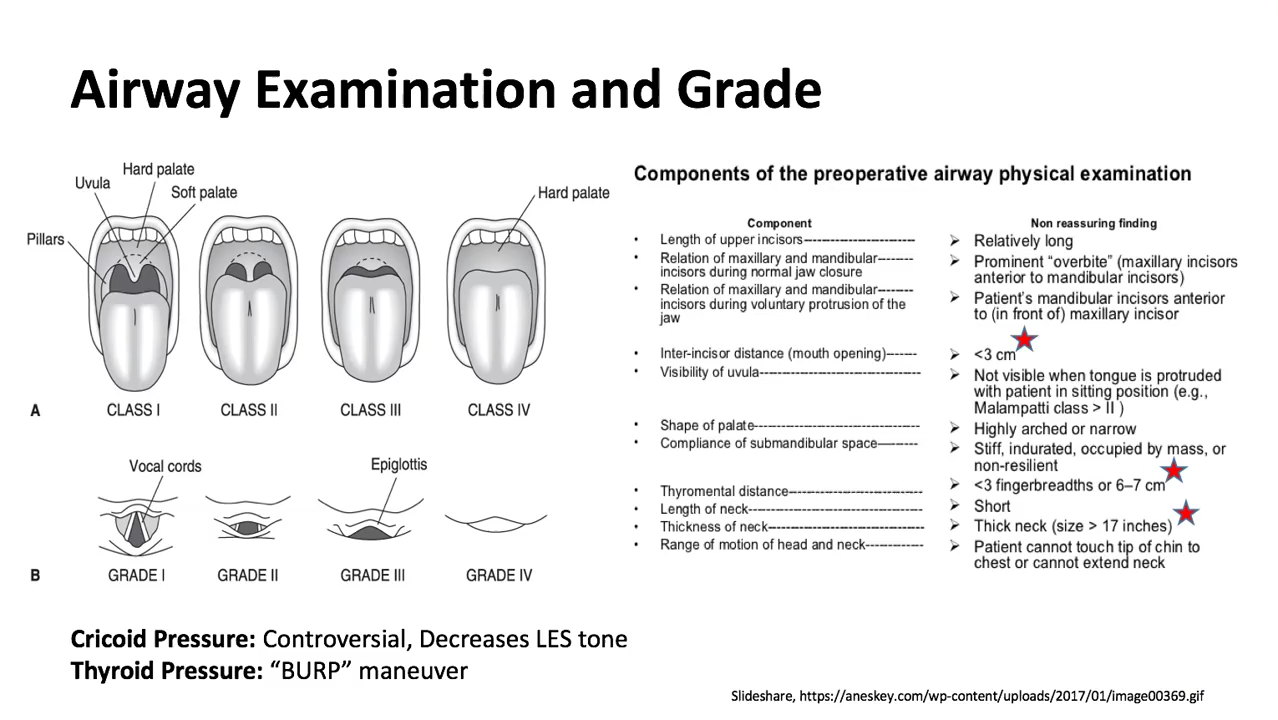 Airway Examination and Grade
Hard palate
Uvula
Soft palate
Pillars
Hard palate
A
CLASS I
CLASS II
CLASS III
CLASS IV
Vocal cords
Epiglottis
B
GRADE I
GRADE II
GRADE III
GRADE IV
Cricoid Pressure: Controversial, Decreases LES tone
Thyroid Pressure: “BURP” maneuver
Components of the preoperative airway physical examination
Component
• Length of upper incisors-------------------------
• Relation of maxillary and mandibular--------
incisors during normal jaw closure
• Relation of maxillary and mandibular--------
incisors during voluntary protrusion of the
jaw
• Inter-incisor distance (mouth opening)-------
• Visibility of uvula------------------------------------
• Shape of palate-------------------------------------
• Compliance of submandibular space---------
• Thyromental distance------------------------------
• Length of neck---------------------------------------
• Thickness of neck-----------------------------------
• Range of motion of head and neck-------------
Non reassuring finding
➢ Relatively long
➢ Prominent “overbite” (maxillary incisors
anterior to mandibular incisors)
➢ Patient’s mandibular incisors anterior
to (in front of) maxillary incisor
➢ <3 cm
➢ Not visible when tongue is protruded
with patient in sitting position (e.g.,
Malampatti class > II )
➢ Highly arched or narrow
➢ Stiff, indurated, occupied by mass, or
non-resilient
➢ <3 fingerbreadths or 6–7 cm
➢ Short
➢ Thick neck (size > 17 inches)
➢ Patient cannot touch tip of chin to
chest or cannot extend neck
Slideshare, https://aneskey.com/wp-content/uploads/2017/01/image00369.gif